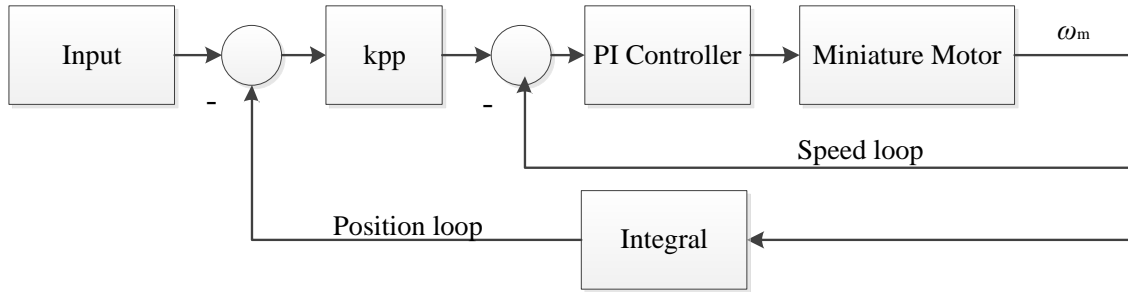 ωm
Input
kpp
PI Controller
Miniature Motor
-
-
Speed loop
Position loop
Integral